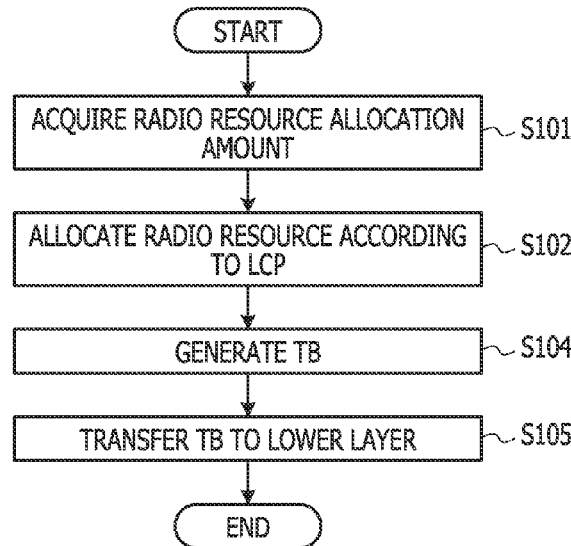 START
ACQUIRE RADIO RESOURCE ALLOCATION
AMOUNT
S101
ALLOCATE RADIO RESOURCE ACCORDING
TO LCP
S102
GENERATE TB
S104
TRANSFER TB TO LOWER LAYER
S105
END